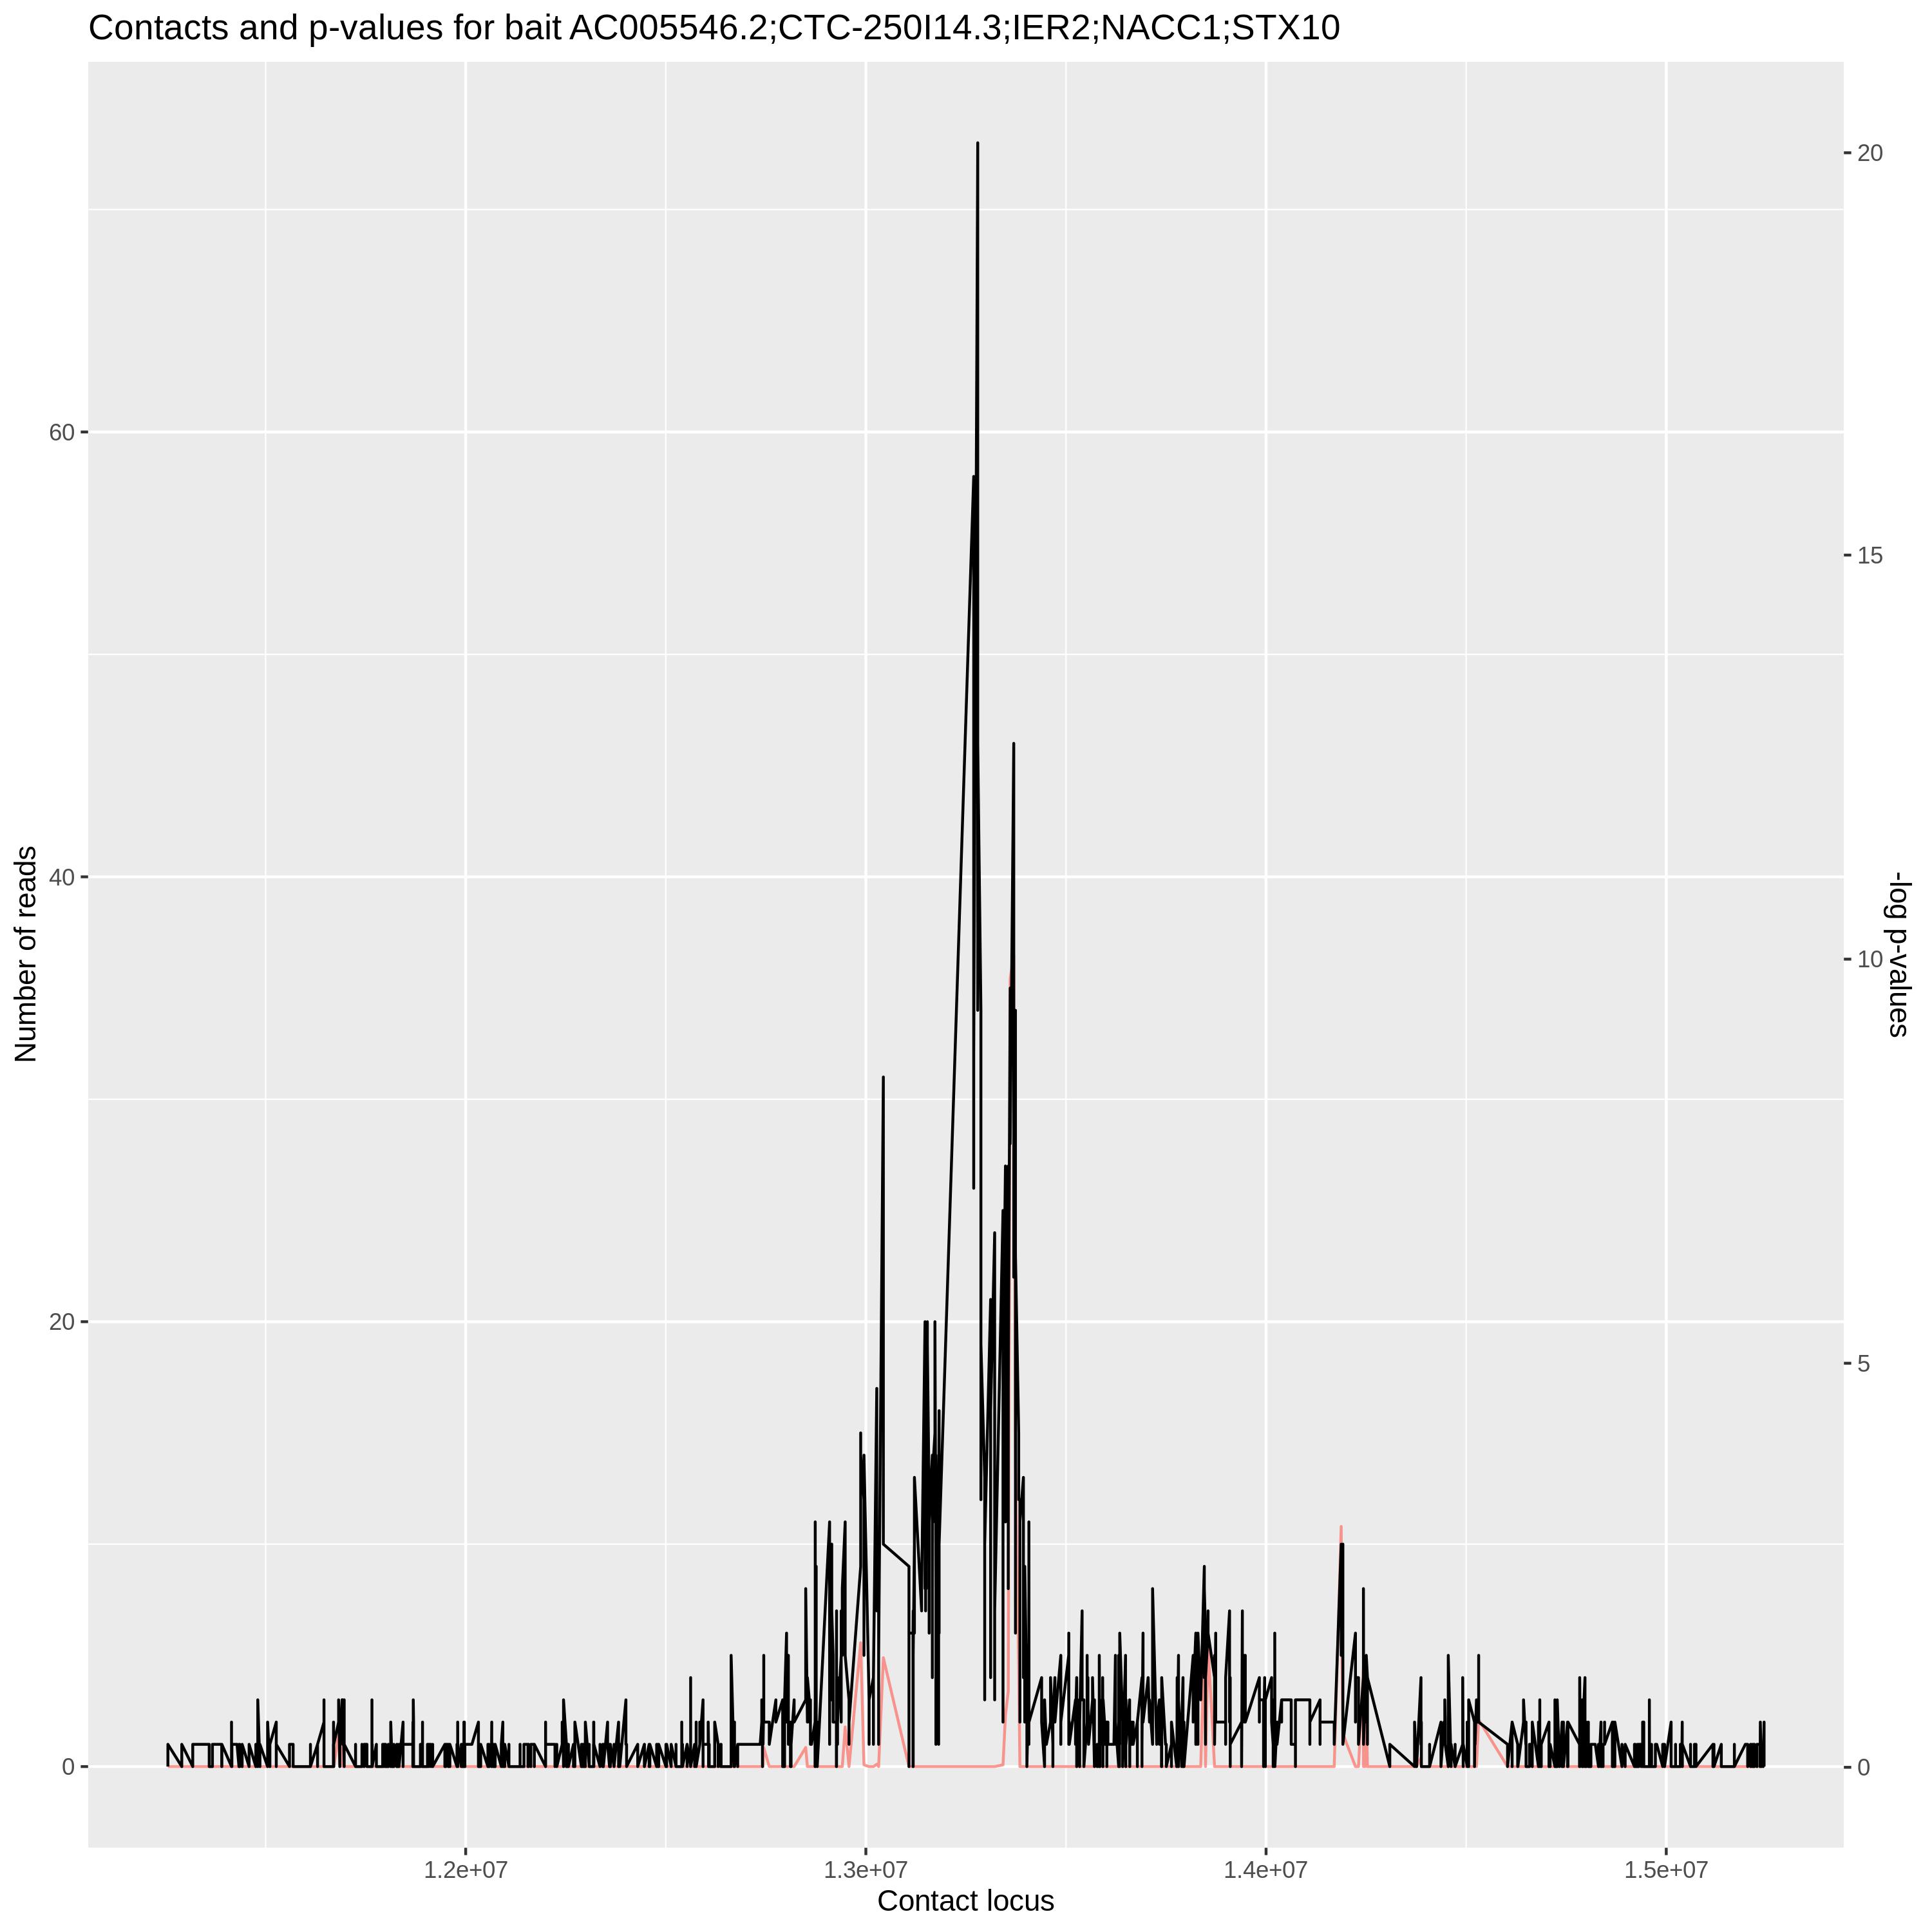 Contacts and p-values for bait AC005546.2;CTC-250I14.3;IER2;NACC1;STX10
20
60
15
40
10
Number of reads
-log p-values
20
5
0
0
1.2e+07
1.3e+07
1.4e+07
1.5e+07
Contact locus